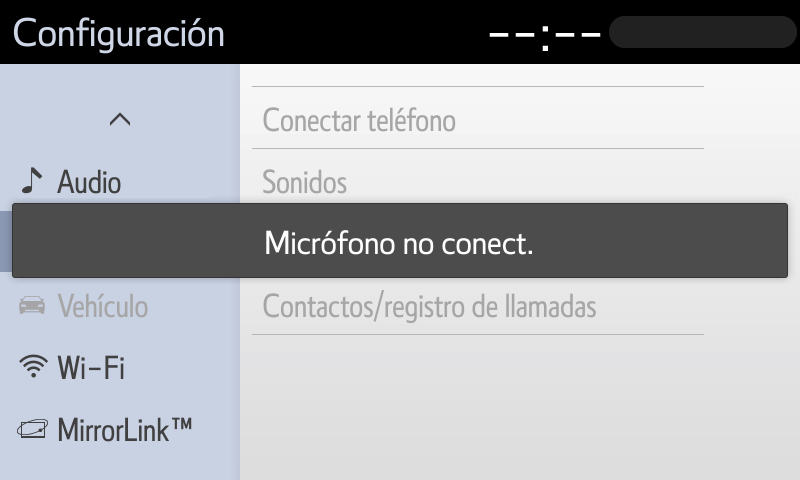 Configuración
--:--
Conectar teléfono
Audio
Sonidos
Micrófono no conect.
Vehículo
Contactos/registro de llamadas
Wi-Fi
MirrorLink™